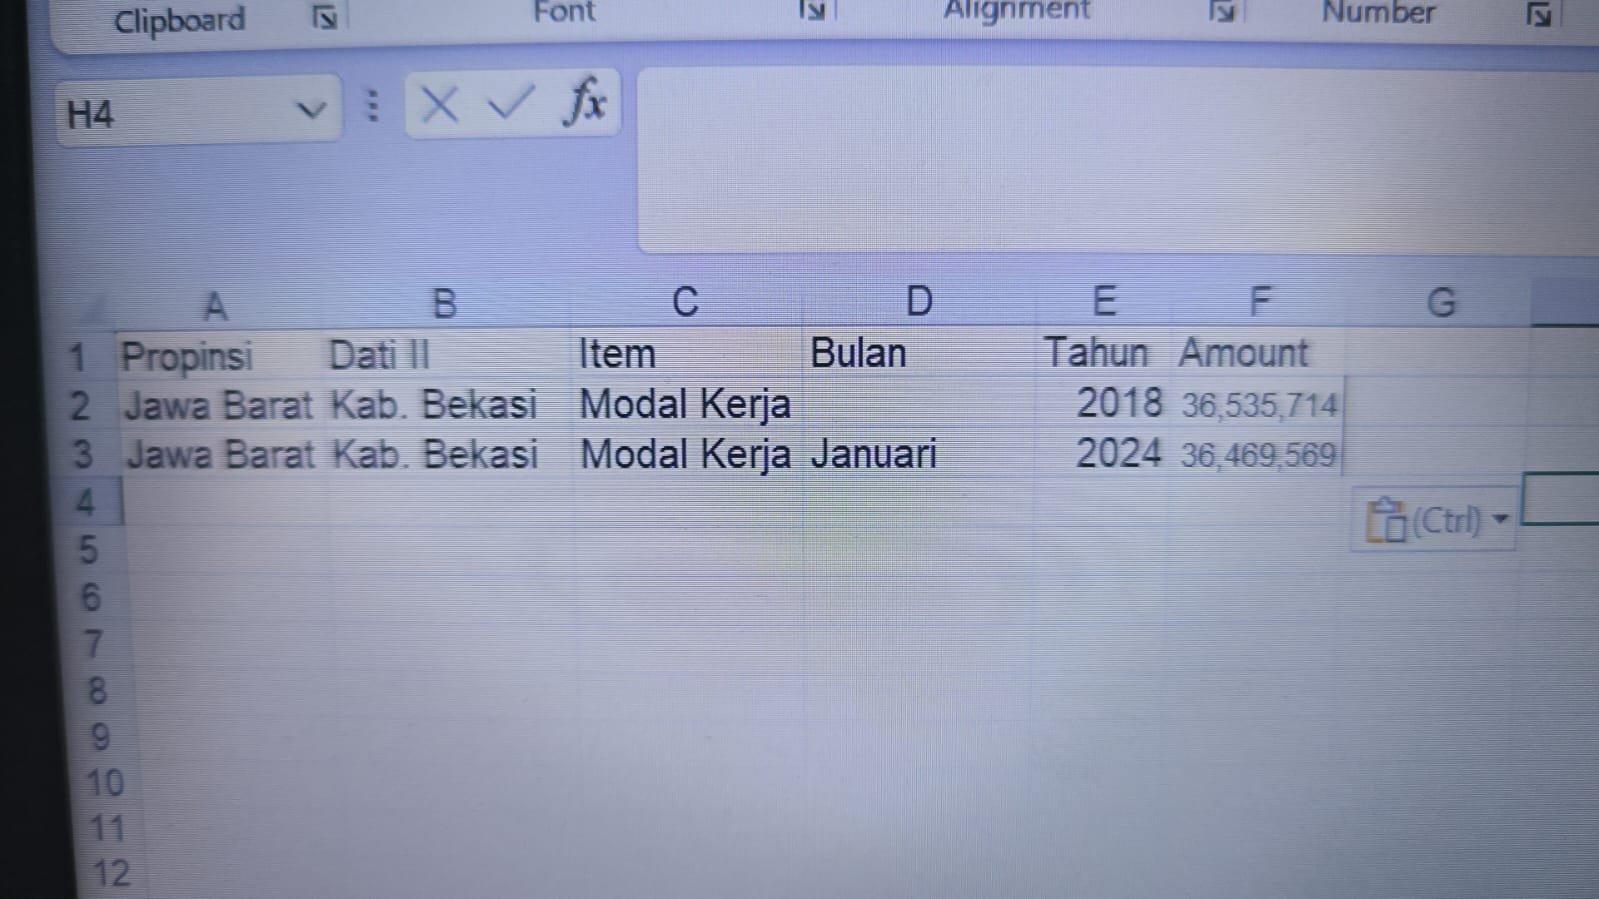 Clipboard Font Alignment Number
H4 fx
A B C D E F G
1 Propinsi Dati II Item Bulan Tahun Amount
2 Jawa Barat Kab. Bekasi Modal Kerja 2018 36,535,714
3 Jawa Barat Kab. Bekasi Modal Kerja Januari 2024 36,469,569
4
(Ctrl)
5
6
7
8
9
10
11
12